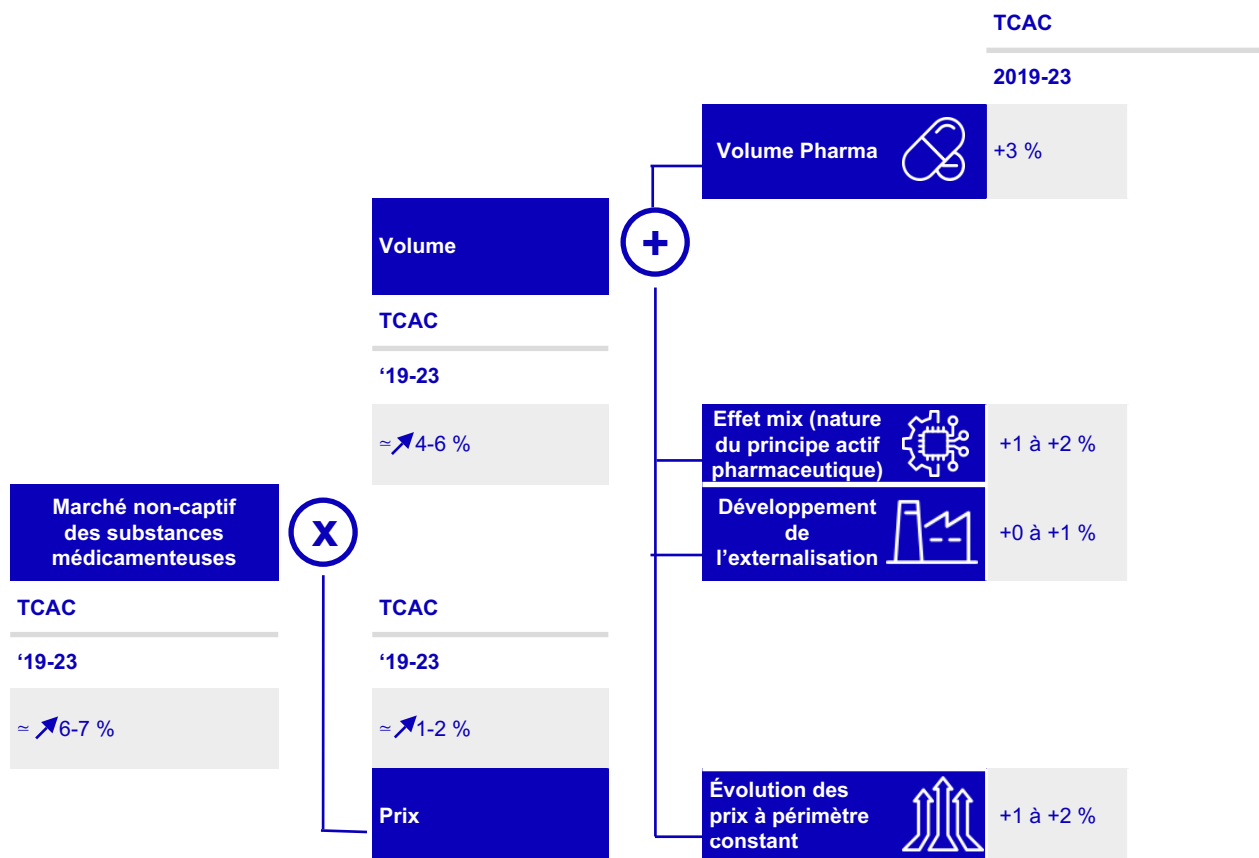 TCAC
2019-23
Volume Pharma
+3 %
Volume
+
TCAC
‘19-23
≃ 4-6 %
Effet mix (nature
du principe actif
pharmaceutique)
+1 à +2 %
Développement
de
l’externalisation
+0 à +1 %
Marché non-captif
des substances
médicamenteuses
X
TCAC
‘19-23
≃ 6-7 %
TCAC
‘19-23
≃ 1-2 %
Prix
Évolution des
prix à périmètre
constant
+1 à +2 %